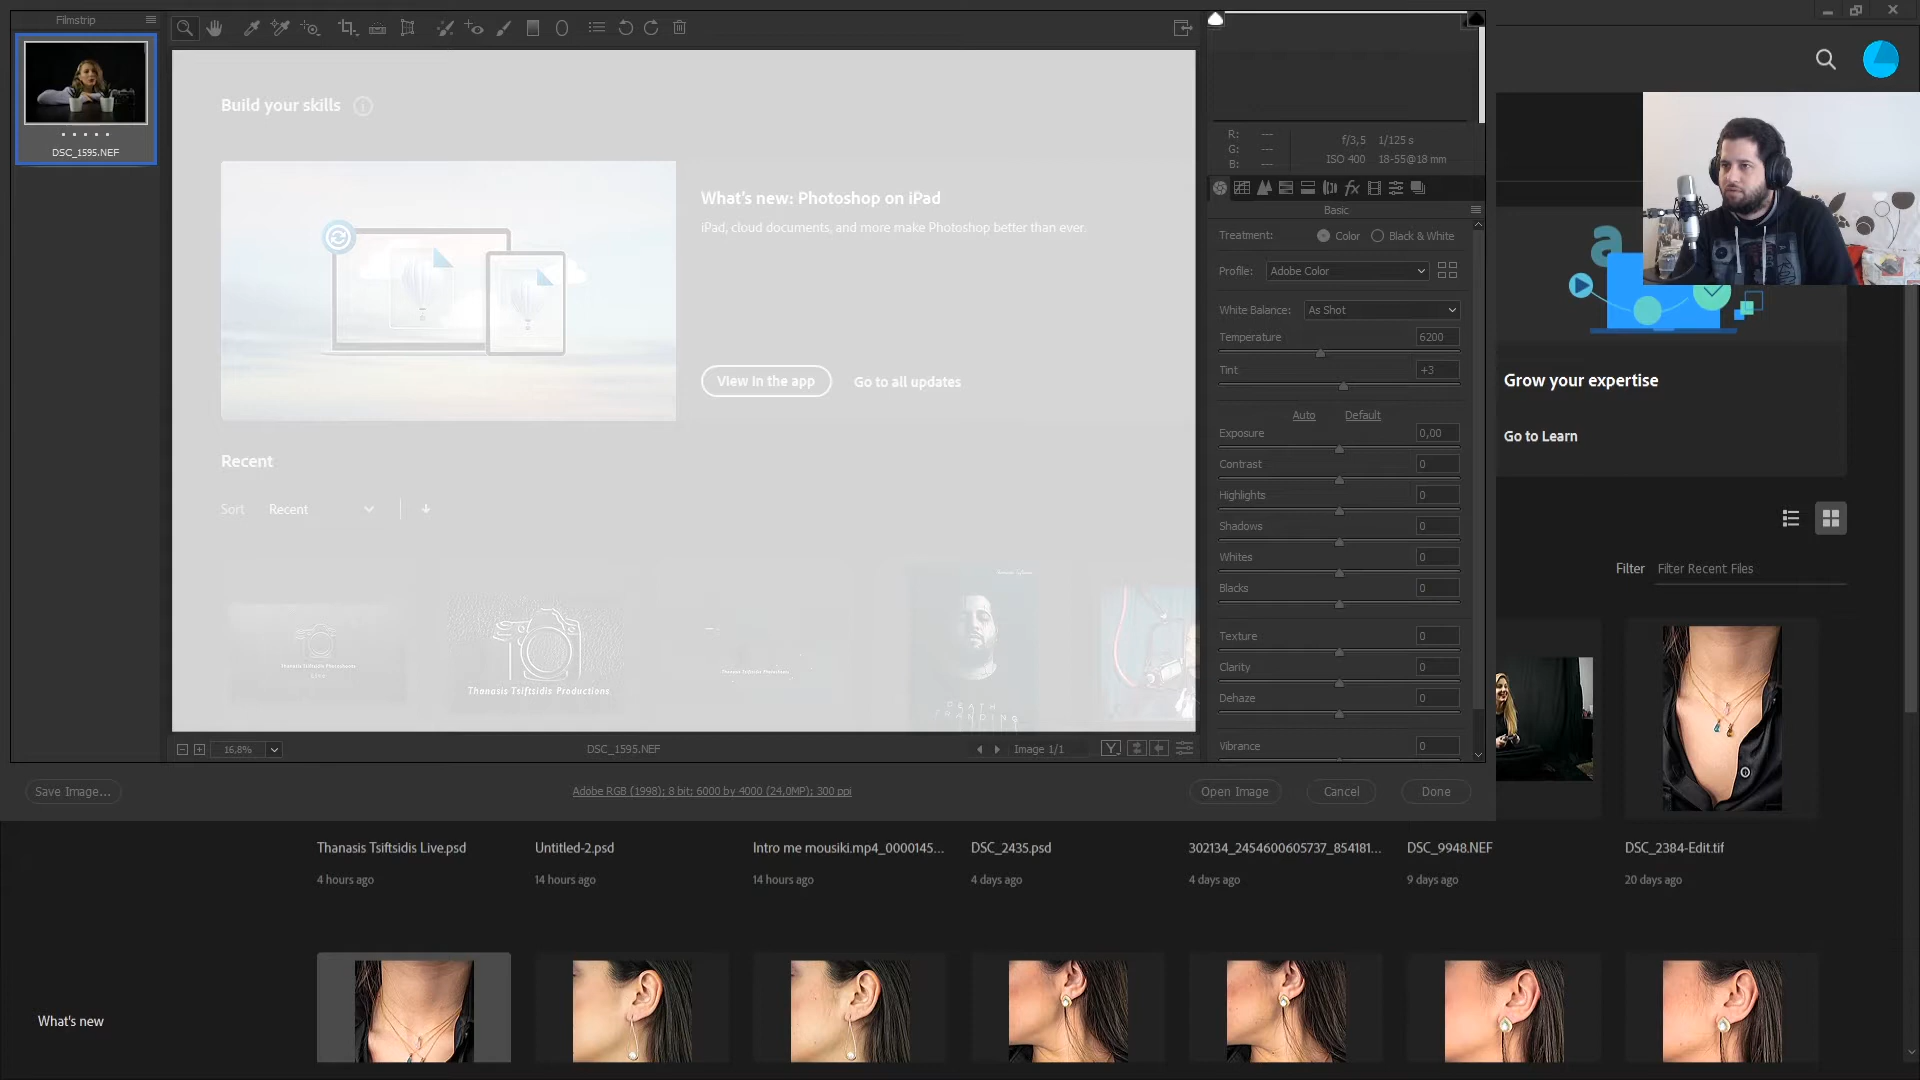 Filmstrip
DSC_1595.NEF
Build your skills
What's new: Photoshop on iPad
iPad, cloud documents, and more make Photoshop better than ever.
View in the app
Go to all updates
Recent
Sort
Recent
Thanasis Tsiftsidis Productions
16,8%
DSC_1595.NEF
Image 1/1
R: ---
G: ---
B: ---
f/3,5 1/125 s
ISO 400 18-55@18 mm
Basic
Treatment: Color Black & White
Profile: Adobe Color
White Balance: As Shot
Temperature 6200
Tint +3
Auto Default
Exposure 0,00
Contrast 0
Highlights 0
Shadows 0
Whites 0
Blacks 0
Texture 0
Clarity 0
Dehaze 0
Vibrance 0
Save Image...
Adobe RGB (1998); 8 bit; 6000 by 4000 (24,0MP); 300 ppi
Open Image
Cancel
Done
Grow your expertise
Go to Learn
Filter
Filter Recent Files
Thanasis Tsiftsidis Live.psd
4 hours ago
Untitled-2.psd
14 hours ago
Intro me mousiki.mp4_0000145...
14 hours ago
DSC_2435.psd
4 days ago
302134_2454600605737_854181...
4 days ago
DSC_9948.NEF
9 days ago
DSC_2384-Edit.tif
20 days ago
What's new